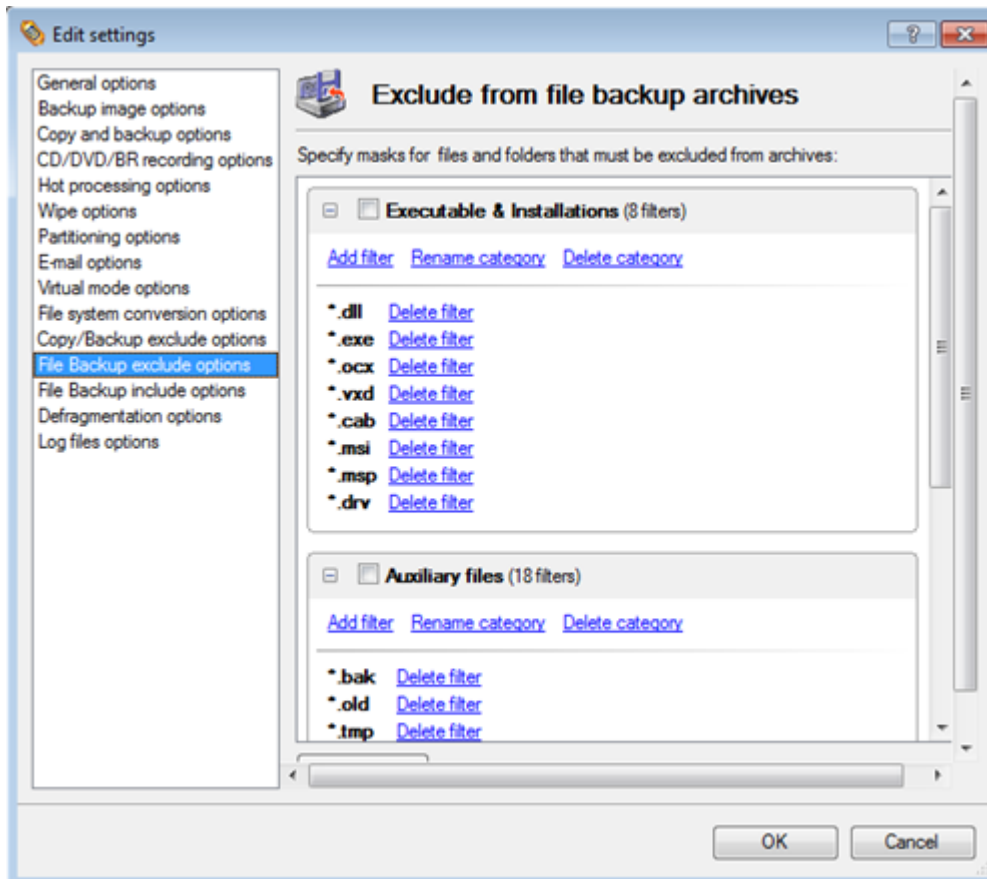 Edit settings
General options
Backup image options
Copy and backup options
CD/DVD/BR recording options
Hot processing options
Wipe options
Partitioning options
E-mail options
Virtual mode options
File system conversion options
Copy/Backup exclude options
File Backup exclude options
File Backup include options
Defragmentation options
Log files options
Exclude from file backup archives
Specify masks for files and folders that must be excluded from archives:
Executable & Installations (8 filters)
Add filter Rename category Delete category
*.dll Delete filter
*.exe Delete filter
*.ocx Delete filter
*.vxd Delete filter
*.cab Delete filter
*.msi Delete filter
*.msp Delete filter
*.drv Delete filter
Auxiliary files (18 filters)
Add filter Rename category Delete category
*.bak Delete filter
*.old Delete filter
*.tmp Delete filter
OK Cancel